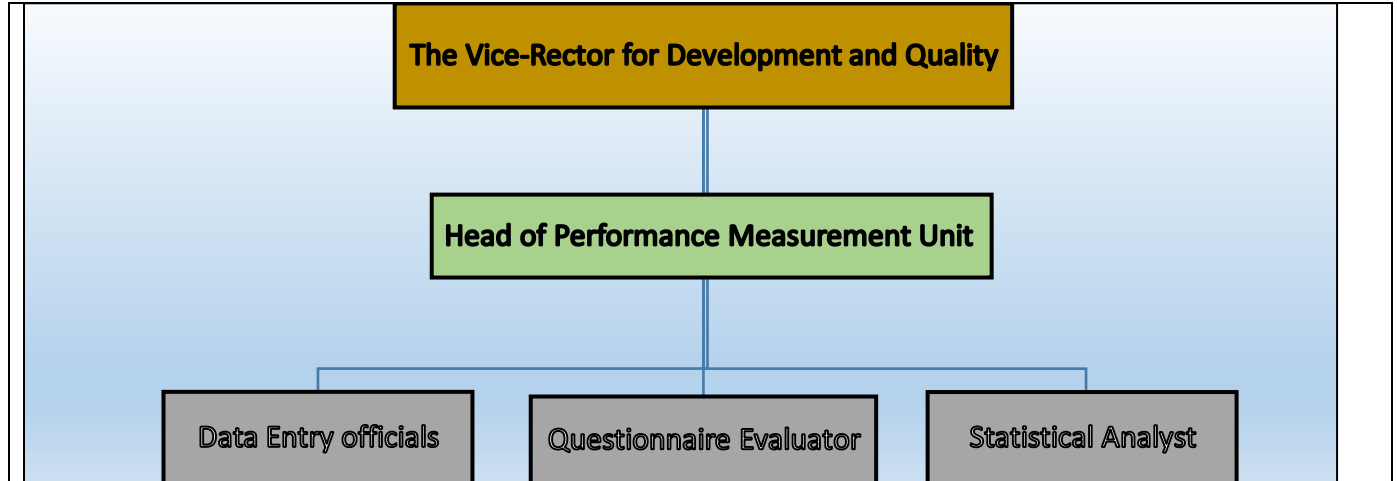 The Vice-Rector for Development and Quality
Head of Performance Measurement Unit
Data Entry officials
Questionnaire Evaluator
Statistical Analyst